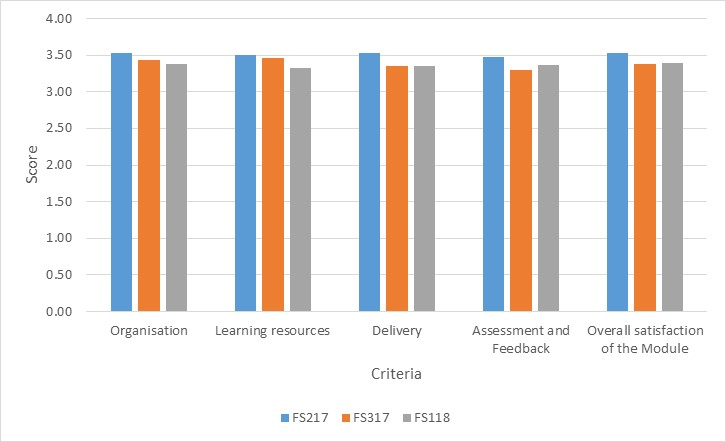 4.00
3.50
3.00
2.50
2.00
1.50
1.00
0.50
0.00
Score
Organisation
Learning resources
Delivery
Assessment and
Feedback
Overall satisfaction
of the Module
Criteria
FS217 FS317 FS118